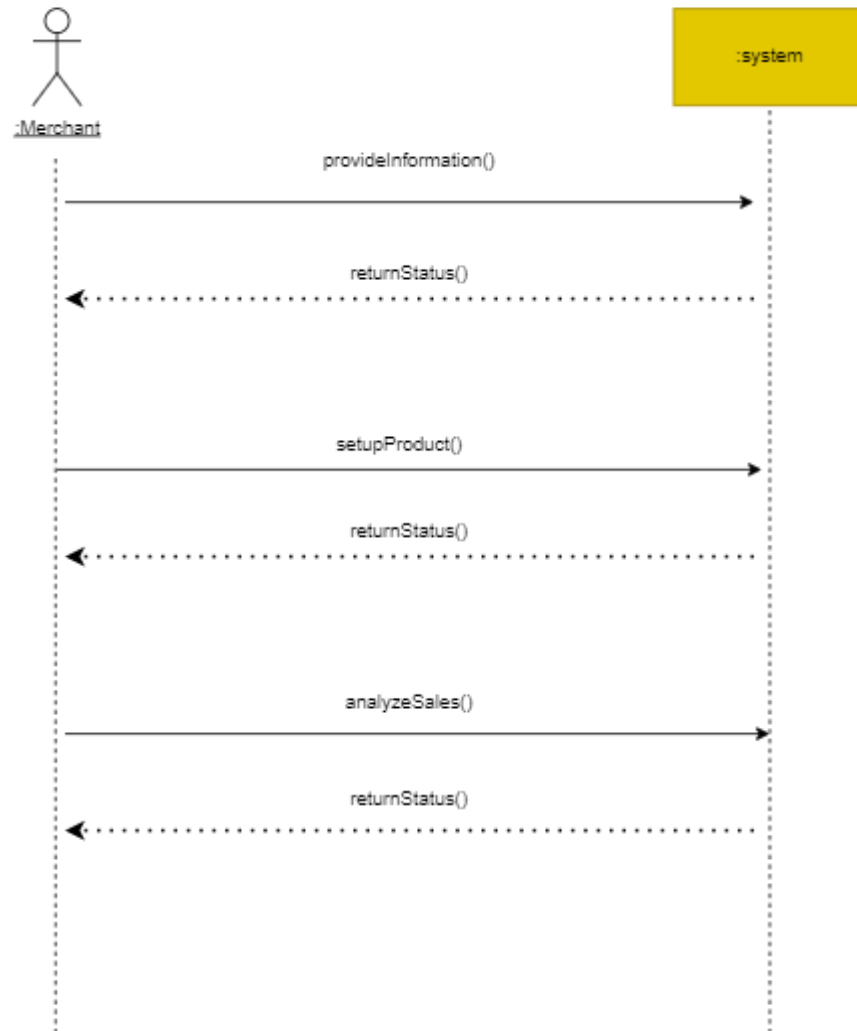 :Merchant
:system
provideInformation()
returnStatus()
setupProduct()
returnStatus()
analyzeSales()
returnStatus()